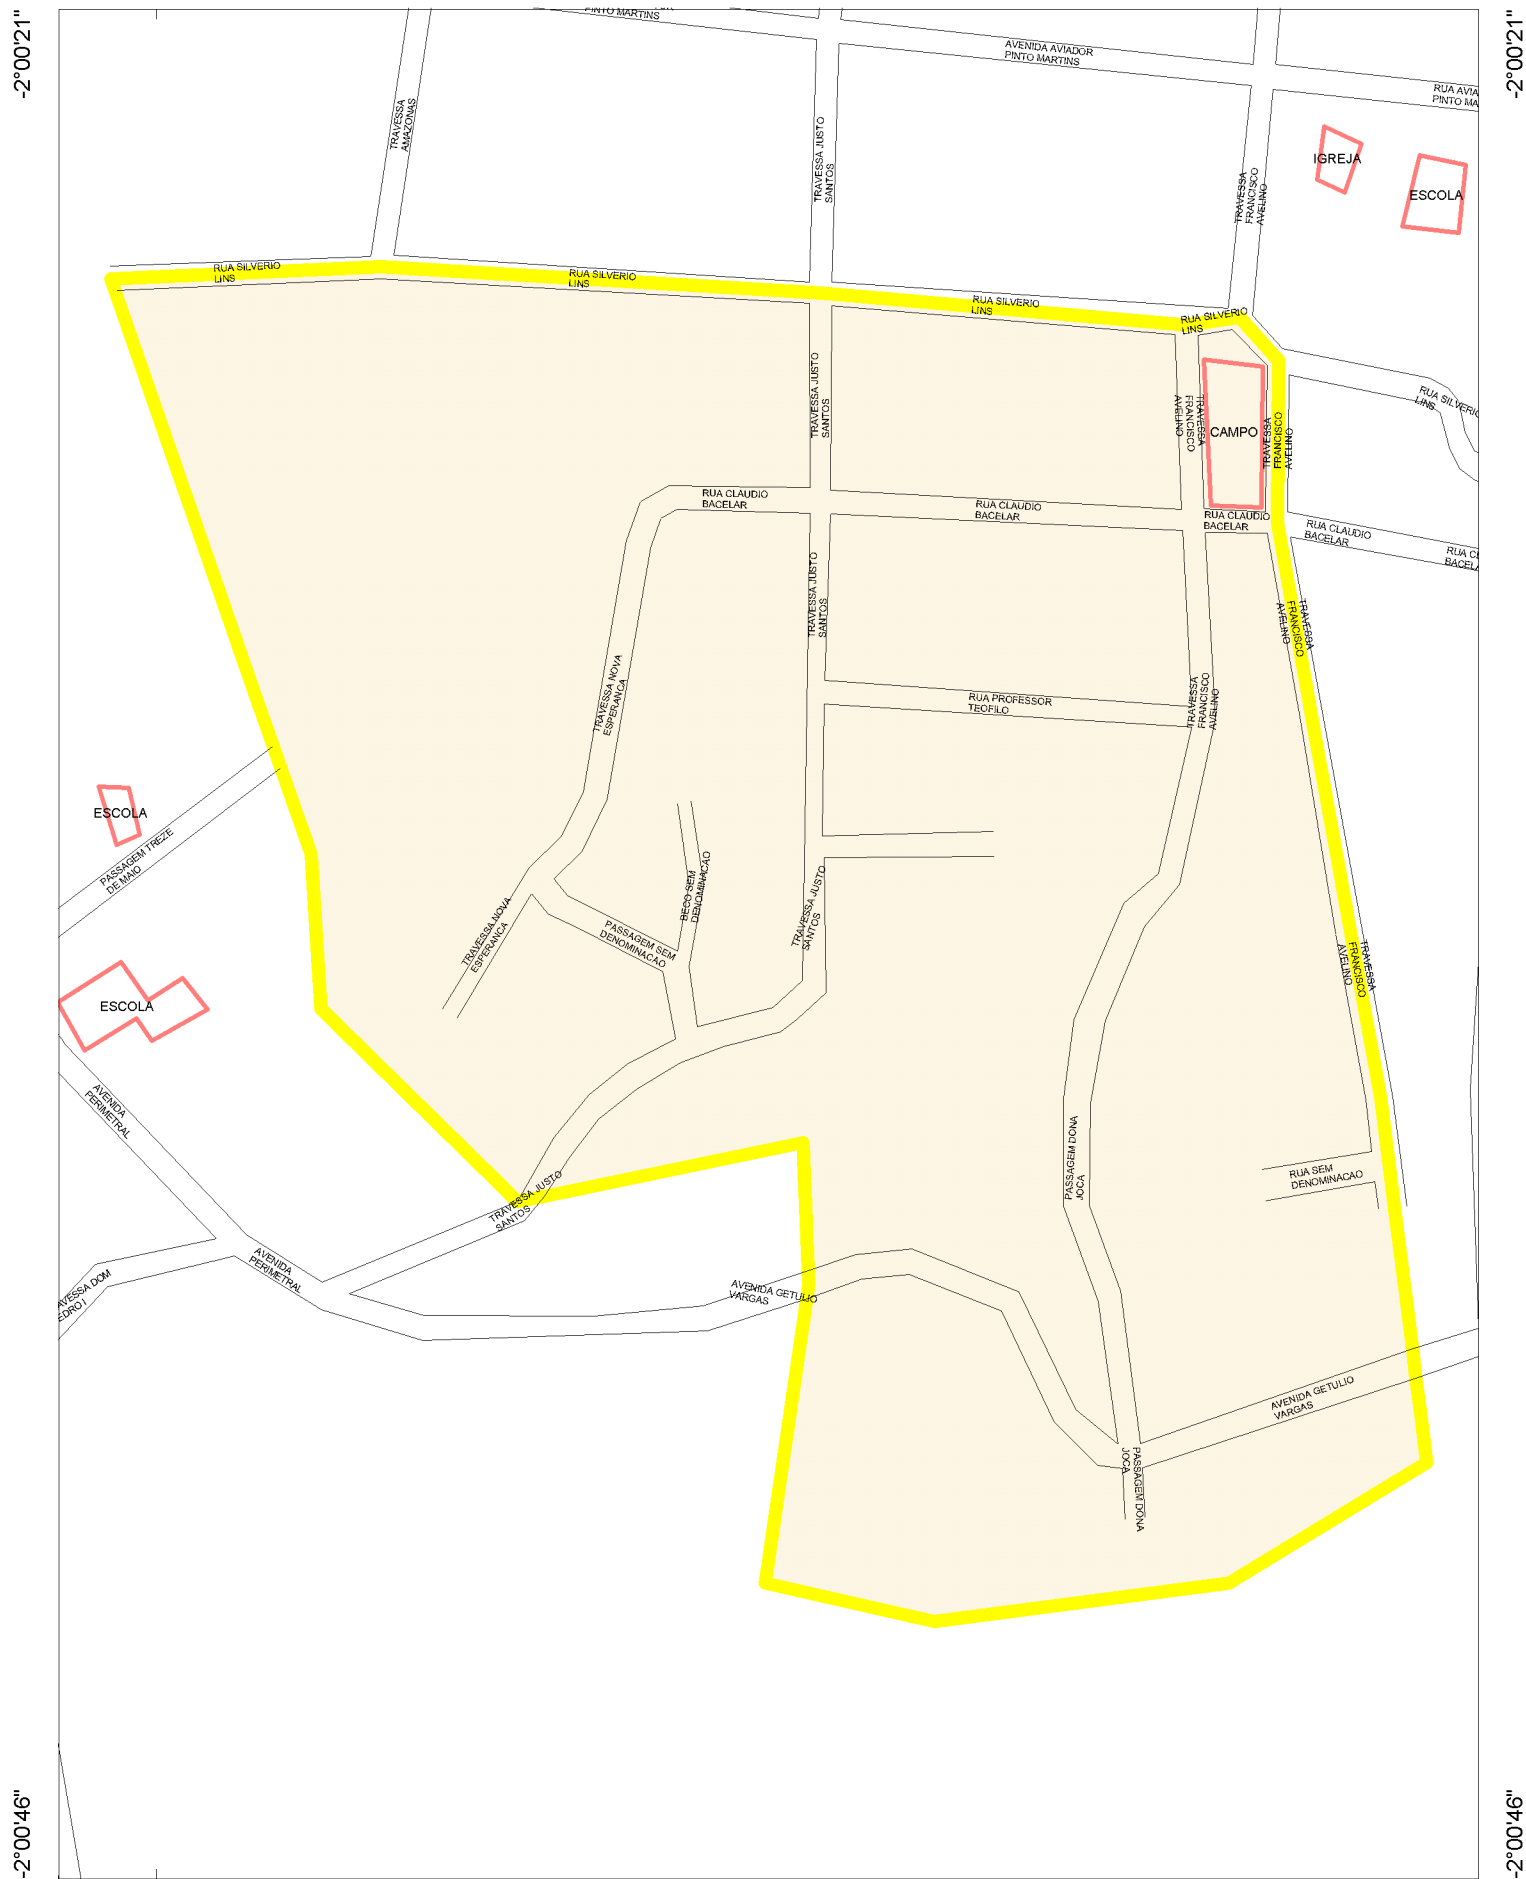 -2°00'21"
-2°00'21"
PINTO MARTINS
AVENIDA AVIADOR
PINTO MARTINS
RUA AVIA
PINTO MA
TRAVESSA
AMAZONAS
TRAVESSA JUSTO
SANTOS
TRAVESSA
FRANCISCO
AVELINO
IGREJA
ESCOLA
RUA SILVERIO
LINS
RUA SILVERIO
LINS
RUA SILVERIO
LINS
RUA SILVERIO
LINS
RUA SILVERIO
LINS
TRAVESSA JUSTO
SANTOS
TRAVESSA
FRANCISCO
AVELINO
CAMPO
TRAVESSA
FRANCISCO
AVELINO
RUA CLAUDIO
BACELAR
RUA CLAUDIO
BACELAR
RUA CLAUDIO
BACELAR
RUA CLAUDIO
BACELAR
RUA CL
BACELA
TRAVESSA JUSTO
SANTOS
TRAVESSA
FRANCISCO
AVELINO
TRAVESSA NOVA
ESPERANCA
RUA PROFESSOR
TEOFILO
TRAVESSA
FRANCISCO
AVELINO
ESCOLA
PASSAGEM TREZE
DE MAIO
BECO SEM
DENOMINACAO
TRAVESSA JUSTO
SANTOS
TRAVESSA NOVA
ESPERANCA
PASSAGEM SEM
DENOMINACAO
TRAVESSA
FRANCISCO
AVELINO
ESCOLA
AVENIDA
PERIMETRAL
PASSAGEM DONA
JOCA
RUA SEM
DENOMINACAO
TRAVESSA JUSTO
SANTOS
AVENIDA
PERIMETRAL
AVESSA DOM
EDRO I
AVENIDA GETULIO
VARGAS
AVENIDA GETULIO
VARGAS
PASSAGEM DONA
JOCA
-2°00'46"
-2°00'46"